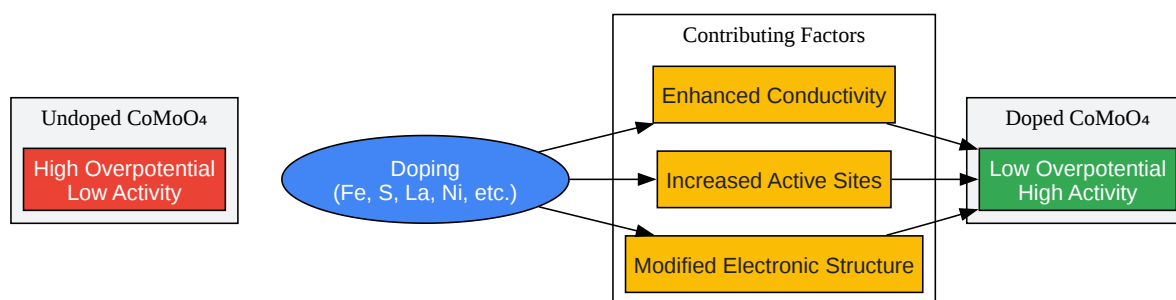 Undoped CoMoO₄
High Overpotential
Low Activity
Doping
(Fe, S, La, Ni, etc.)
Contributing Factors
Enhanced Conductivity
Increased Active Sites
Modified Electronic Structure
Doped CoMoO₄
Low Overpotential
High Activity